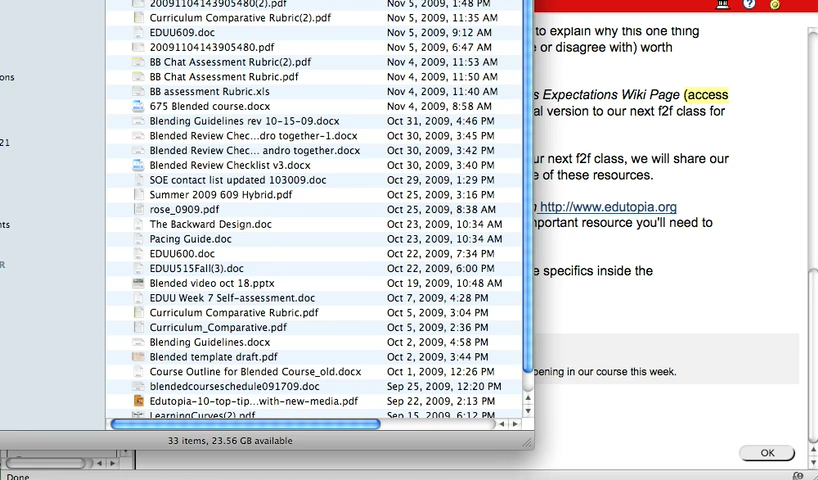 20091104143905480(2).pdf Nov 5, 2009, 1:48 PM
Curriculum Comparative Rubric(2).pdf Nov 5, 2009, 11:35 AM
EDUU609.doc Nov 5, 2009, 9:12 AM
20091104143905480.pdf Nov 5, 2009, 6:47 AM
BB Chat Assessment Rubric(2).pdf Nov 4, 2009, 11:53 AM
BB Chat Assessment Rubric.pdf Nov 4, 2009, 11:50 AM
BB assessment Rubric.xls Nov 4, 2009, 11:40 AM
675 Blended course.docx Nov 4, 2009, 8:58 AM
Blending Guidelines rev 10-15-09.docx Oct 31, 2009, 4:46 PM
Blended Review Chec...dro together-1.docx Oct 30, 2009, 3:45 PM
Blended Review Chec... andro together.docx Oct 30, 2009, 3:42 PM
Blended Review Checklist v3.docx Oct 30, 2009, 3:40 PM
SOE contact list updated 103009.doc Oct 29, 2009, 1:29 PM
Summer 2009 609 Hybrid.pdf Oct 25, 2009, 3:16 PM
rose_0909.pdf Oct 25, 2009, 8:38 AM
The Backward Design.doc Oct 23, 2009, 10:34 AM
Pacing Guide.doc Oct 23, 2009, 10:34 AM
EDUU600.doc Oct 22, 2009, 7:34 PM
EDUU515Fall(3).doc Oct 22, 2009, 6:00 PM
Blended video oct 18.pptx Oct 19, 2009, 10:48 AM
EDUU Week 7 Self-assessment.doc Oct 7, 2009, 4:28 PM
Curriculum Comparative Rubric.pdf Oct 5, 2009, 3:04 PM
Curriculum_Comparative.pdf Oct 5, 2009, 2:36 PM
Blending Guidelines.docx Oct 2, 2009, 4:58 PM
Blended template draft.pdf Oct 2, 2009, 3:44 PM
Course Outline for Blended Course_old.docx Oct 1, 2009, 12:26 PM
blendedcourseschedule091709.doc Sep 25, 2009, 12:20 PM
Edutopia-10-top-tip...with-new-media.pdf Sep 22, 2009, 2:13 PM
LearningCurves(2).pdf Sep 15, 2009, 6:12 PM
33 items, 23.56 GB available
ons
21
nts
R
to explain why this one thing
e or disagree with) worth
s Expectations Wiki Page (access
al version to our next f2f class for
ur next f2f class, we will share our
e of these resources.
http://www.edutopia.org
mportant resource you'll need to
e specifics inside the
pening in our course this week.
OK
Done